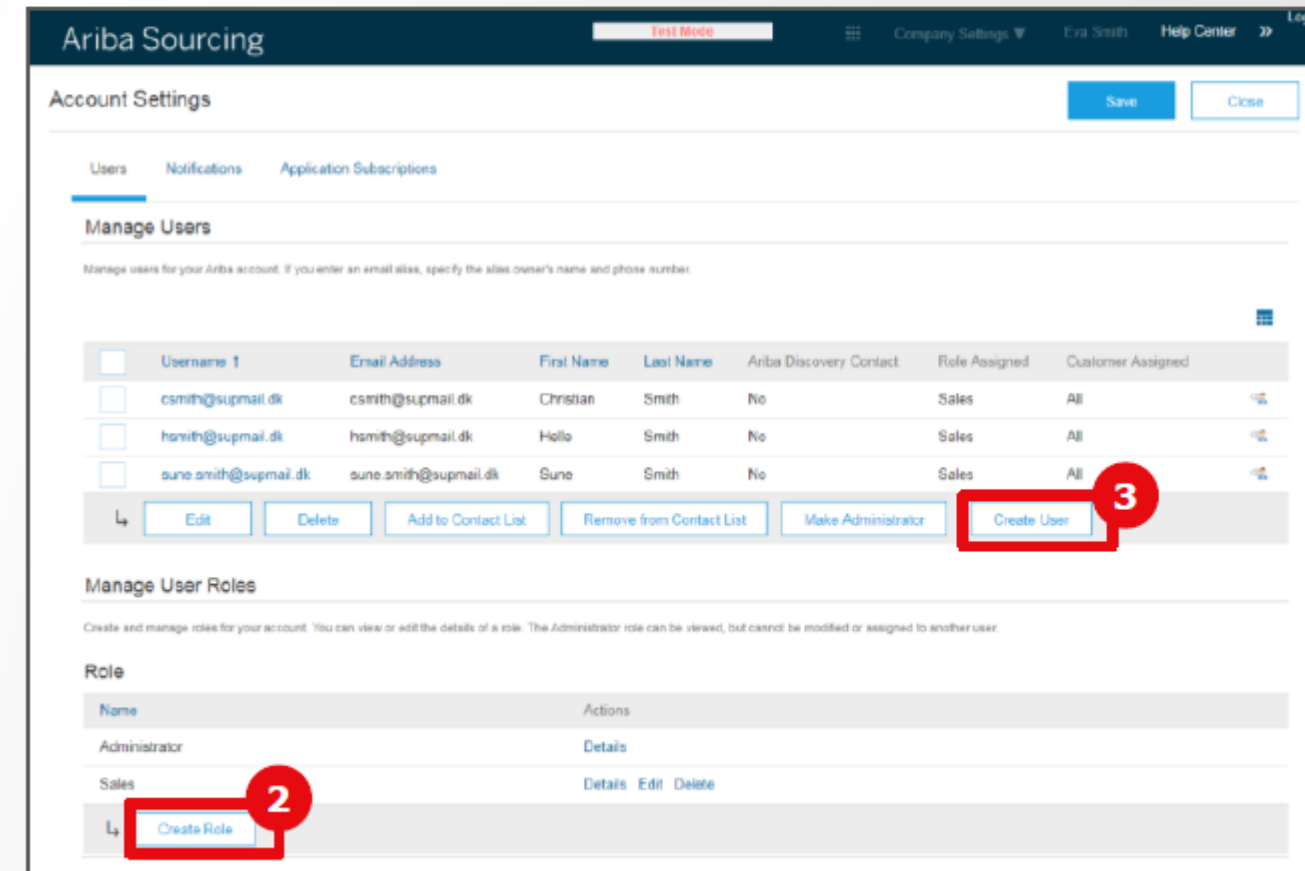 Log
Ariba Sourcing Test Mode Company Settings ▼ Eva Smith Help Center »
Account Settings Save Close
Users Notifications Application Subscriptions
Manage Users
Manage users for your Ariba account. If you enter an email alias, specify the alias owner's name and phone number.
Username ↑ Email Address First Name Last Name Ariba Discovery Contact Role Assigned Customer Assigned
csmith@supmail.dk csmith@supmail.dk Christian Smith No Sales All
hsmith@supmail.dk hsmith@supmail.dk Helle Smith No Sales All
sune.smith@supmail.dk sune.smith@supmail.dk Sune Smith No Sales All
3
Edit Delete Add to Contact List Remove from Contact List Make Administrator Create User
Manage User Roles
Create and manage roles for your account. You can view or edit the details of a role. The Administrator role can be viewed, but cannot be modified or assigned to another user.
Role
Name Actions
Administrator Details
Sales Details Edit Delete
2
Create Role